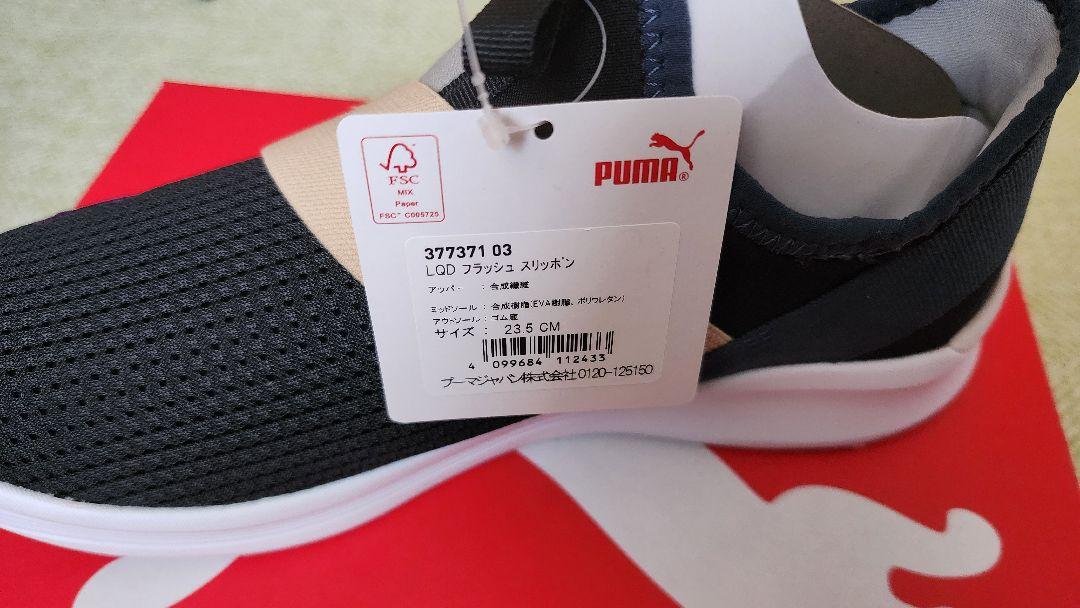 FSC
MIX
Paper
FSC™ C005725
PUMA®
377371 03
LQD フラッシュ スリッポン
アッパー : 合成繊維
ミッドソール : 合成樹脂(EVA樹脂、ポリウレタン)
アウトソール : ゴム底
サイズ : 23.5 CM
4 099684 112433
プーマジャパン株式会社 0120-125150